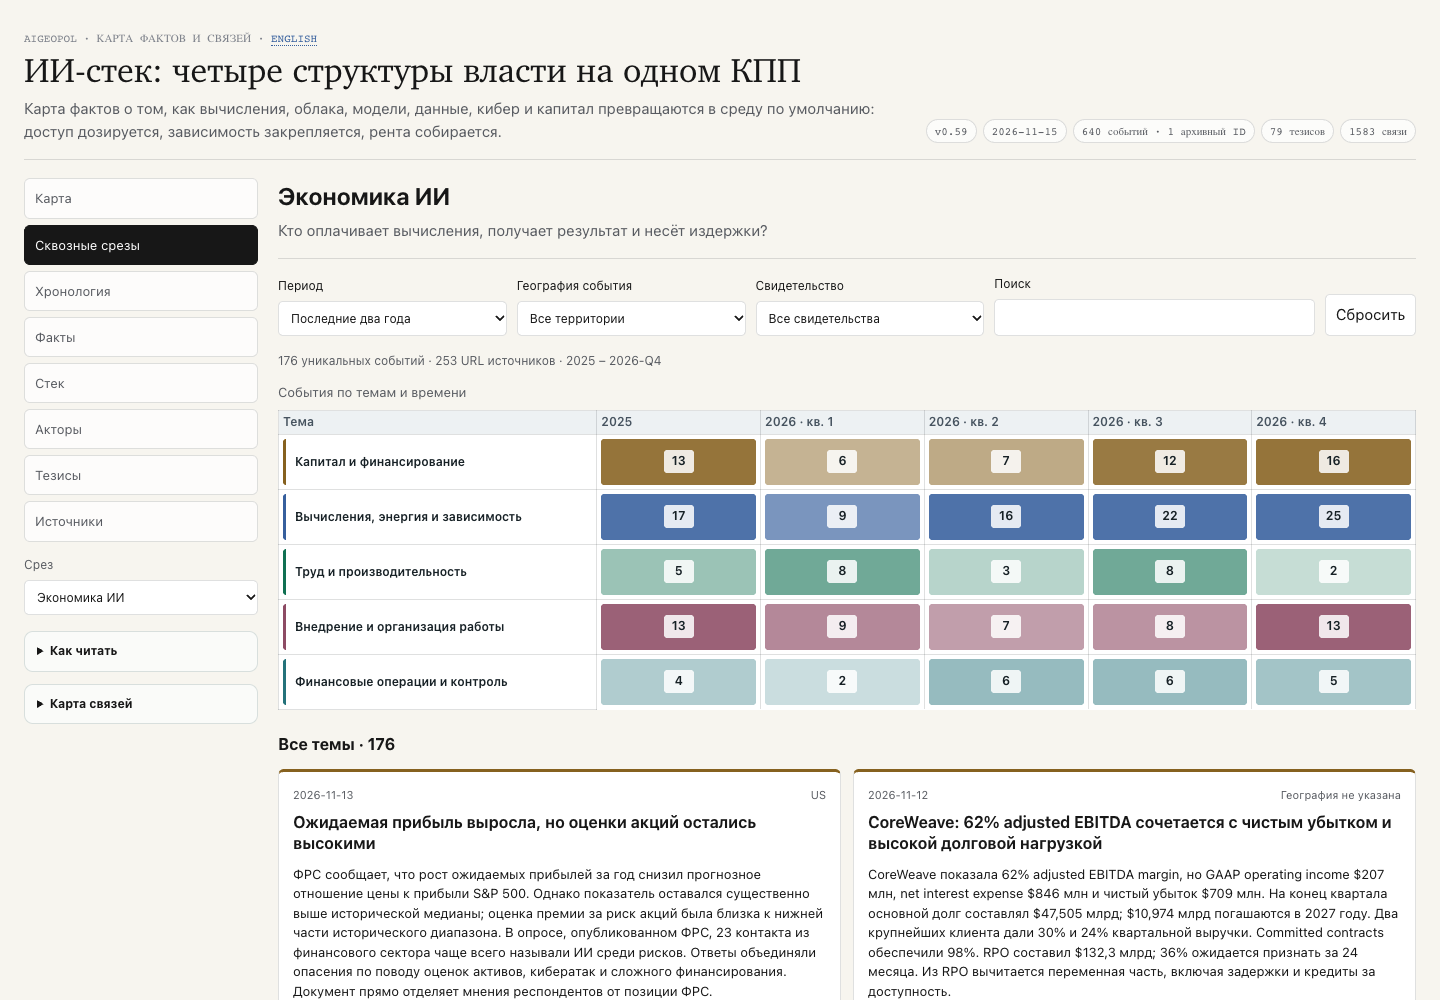 AIGEOPOL · КАРТА ФАКТОВ И СВЯЗЕЙ · ENGLISH
ИИ-стек: четыре структуры власти на одном КПП
Карта фактов о том, как вычисления, облака, модели, данные, кибер и капитал превращаются в среду по умолчанию:
доступ дозируется, зависимость закрепляется, рента собирается.
v0.59
2026-11-15
640 событий · 1 архивный ID
79 тезисов
1583 связи
Карта
Сквозные срезы
Хронология
Факты
Стек
Акторы
Тезисы
Источники
Срез
Экономика ИИ
Как читать
Карта связей
Экономика ИИ
Кто оплачивает вычисления, получает результат и несёт издержки?
Период
География события
Свидетельство
Поиск
Последние два года
Все территории
Все свидетельства
Сбросить
176 уникальных событий · 253 URL источников · 2025 – 2026-Q4
События по темам и времени
Тема 2025 2026 · кв. 1 2026 · кв. 2 2026 · кв. 3 2026 · кв. 4
Капитал и финансирование 13 6 7 12 16
Вычисления, энергия и зависимость 17 9 16 22 25
Труд и производительность 5 8 3 8 2
Внедрение и организация работы 13 9 7 8 13
Финансовые операции и контроль 4 2 6 6 5
Все темы · 176
2026-11-13 US
Ожидаемая прибыль выросла, но оценки акций остались
высокими
ФРС сообщает, что рост ожидаемых прибылей за год снизил прогнозное
отношение цены к прибыли S&P 500. Однако показатель оставался существенно
выше исторической медианы; оценка премии за риск акций была близка к нижней
части исторического диапазона. В опросе, опубликованном ФРС, 23 контакта из
финансового сектора чаще всего называли ИИ среди рисков. Ответы объединяли
опасения по поводу оценок активов, кибератак и сложного финансирования.
Документ прямо отделяет мнения респондентов от позиции ФРС.
2026-11-12 География не указана
CoreWeave: 62% adjusted EBITDA сочетается с чистым убытком и
высокой долговой нагрузкой
CoreWeave показала 62% adjusted EBITDA margin, но GAAP operating income $207
млн, net interest expense $846 млн и чистый убыток $709 млн. На конец квартала
основной долг составлял $47,505 млрд; $10,974 млрд погашаются в 2027 году. Два
крупнейших клиента дали 30% и 24% квартальной выручки. Committed contracts
обеспечили 98%. RPO составил $132,3 млрд; 36% ожидается признать за 24
месяца. Из RPO вычитается переменная часть, включая задержки и кредиты за
доступность.